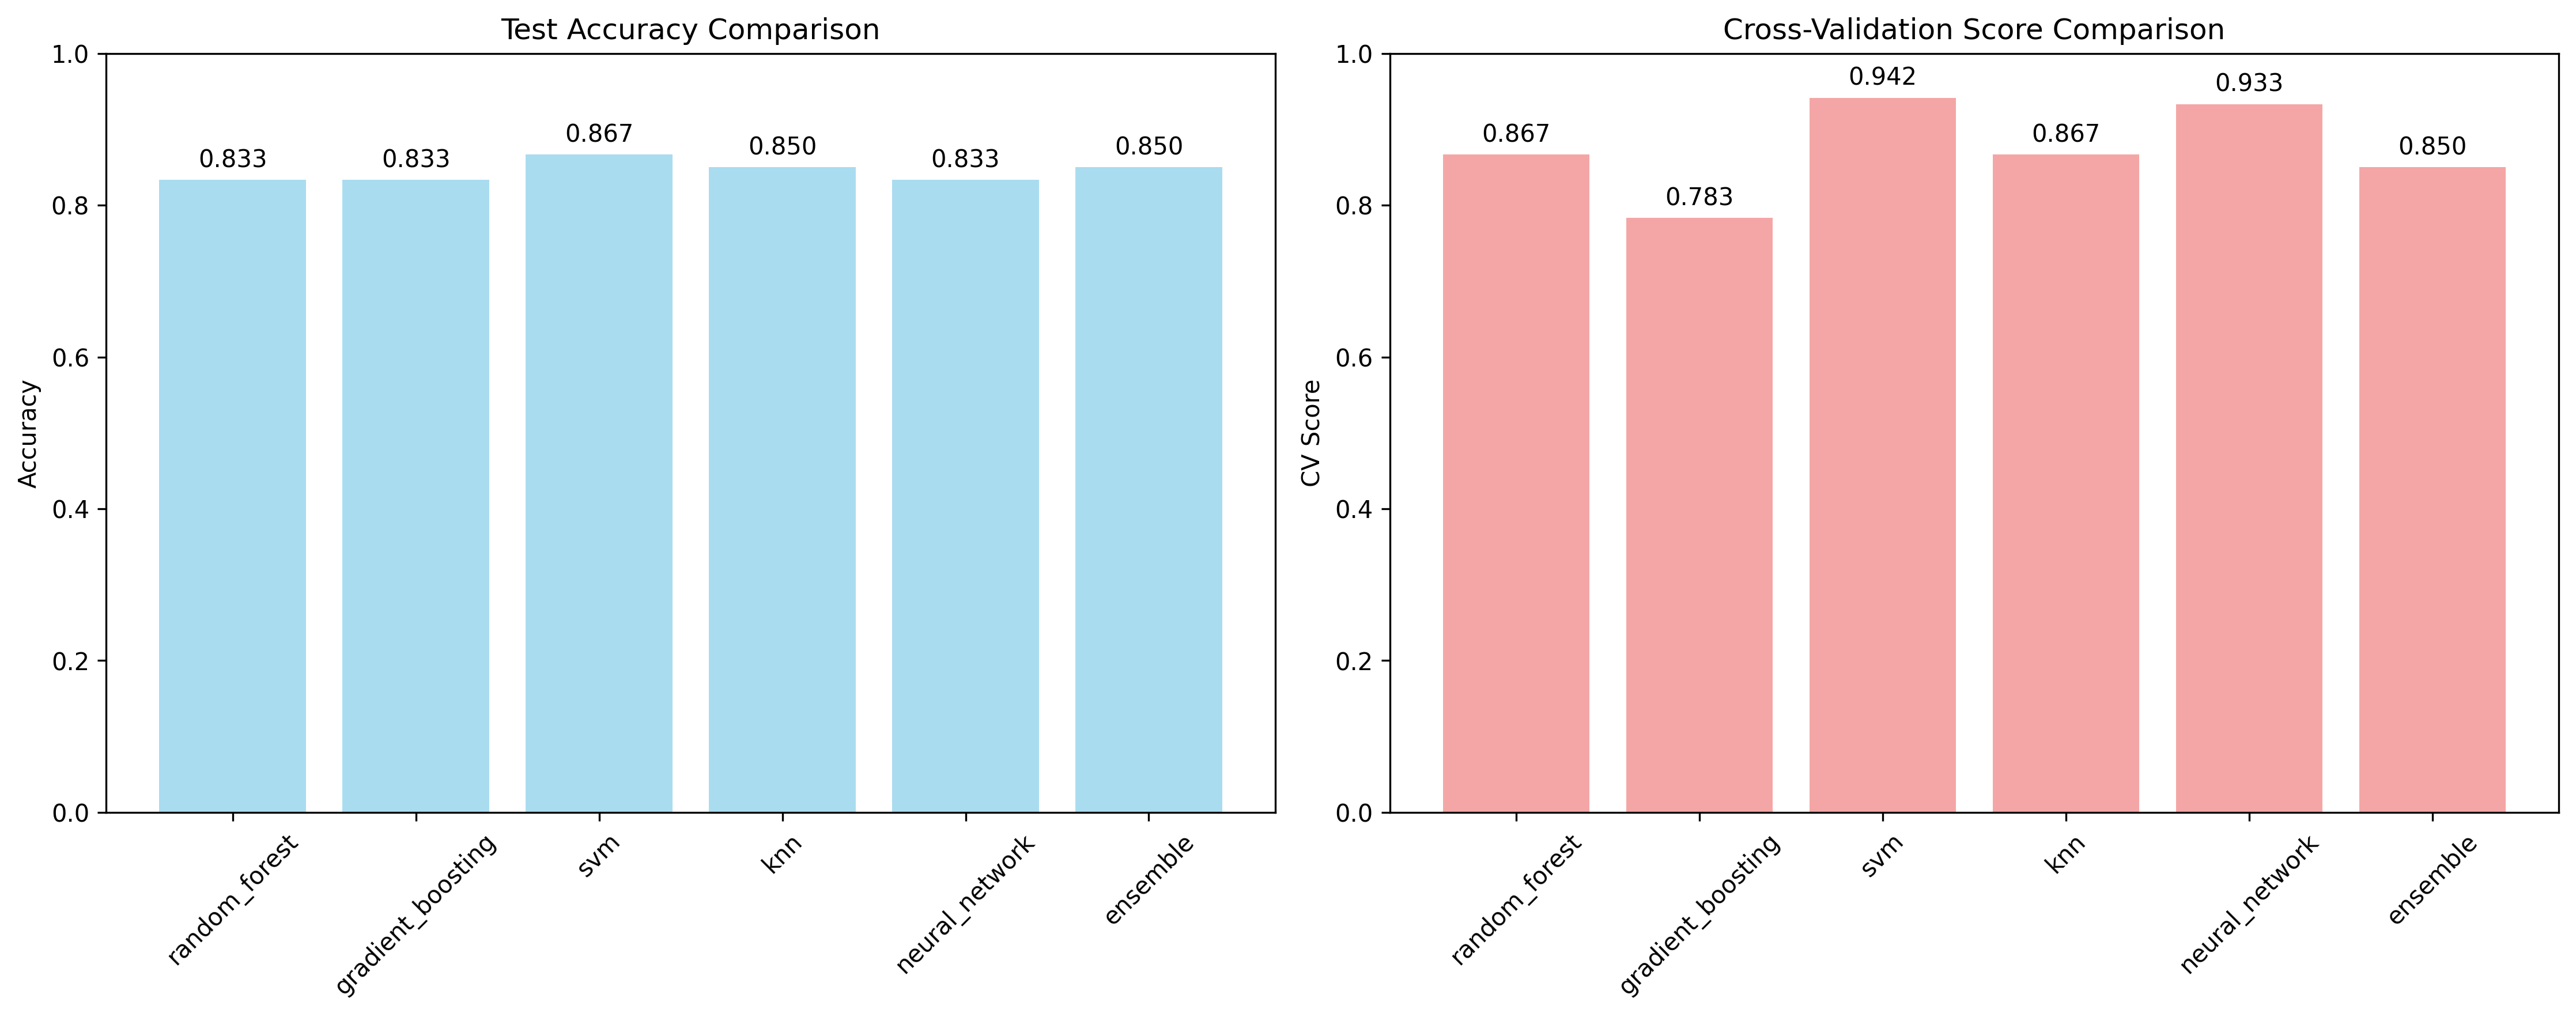 Test Accuracy Comparison
Accuracy
1.0
0.8
0.6
0.4
0.2
0.0
0.833
0.833
0.867
0.850
0.833
0.850
random_forest
gradient_boosting
svm
knn
neural_network
ensemble
Cross-Validation Score Comparison
CV Score
1.0
0.8
0.6
0.4
0.2
0.0
0.867
0.783
0.942
0.867
0.933
0.850
random_forest
gradient_boosting
svm
knn
neural_network
ensemble